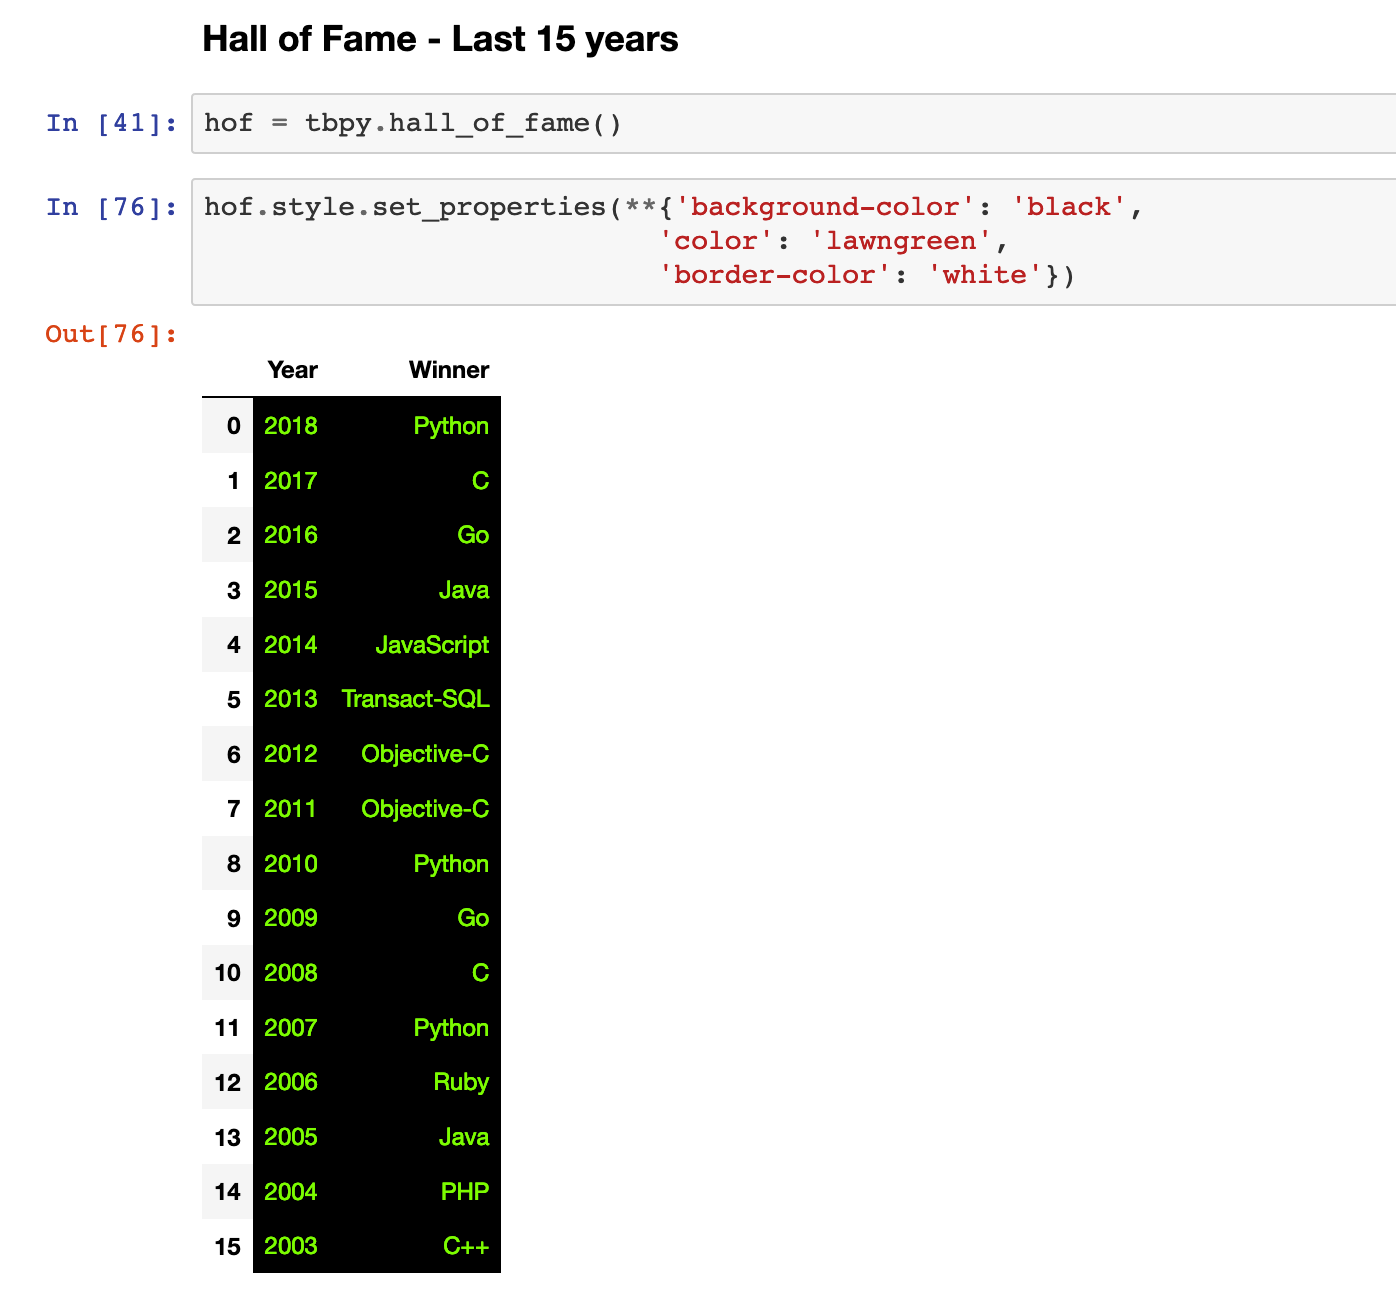 Hall of Fame - Last 15 years
In [41]: hof = tbpy.hall_of_fame()
In [76]: hof.style.set_properties(**{'background-color': 'black',
'color': 'lawngreen',
'border-color': 'white'})
Out[76]:
Year Winner
0 2018 Python
1 2017 C
2 2016 Go
3 2015 Java
4 2014 JavaScript
5 2013 Transact-SQL
6 2012 Objective-C
7 2011 Objective-C
8 2010 Python
9 2009 Go
10 2008 C
11 2007 Python
12 2006 Ruby
13 2005 Java
14 2004 PHP
15 2003 C++